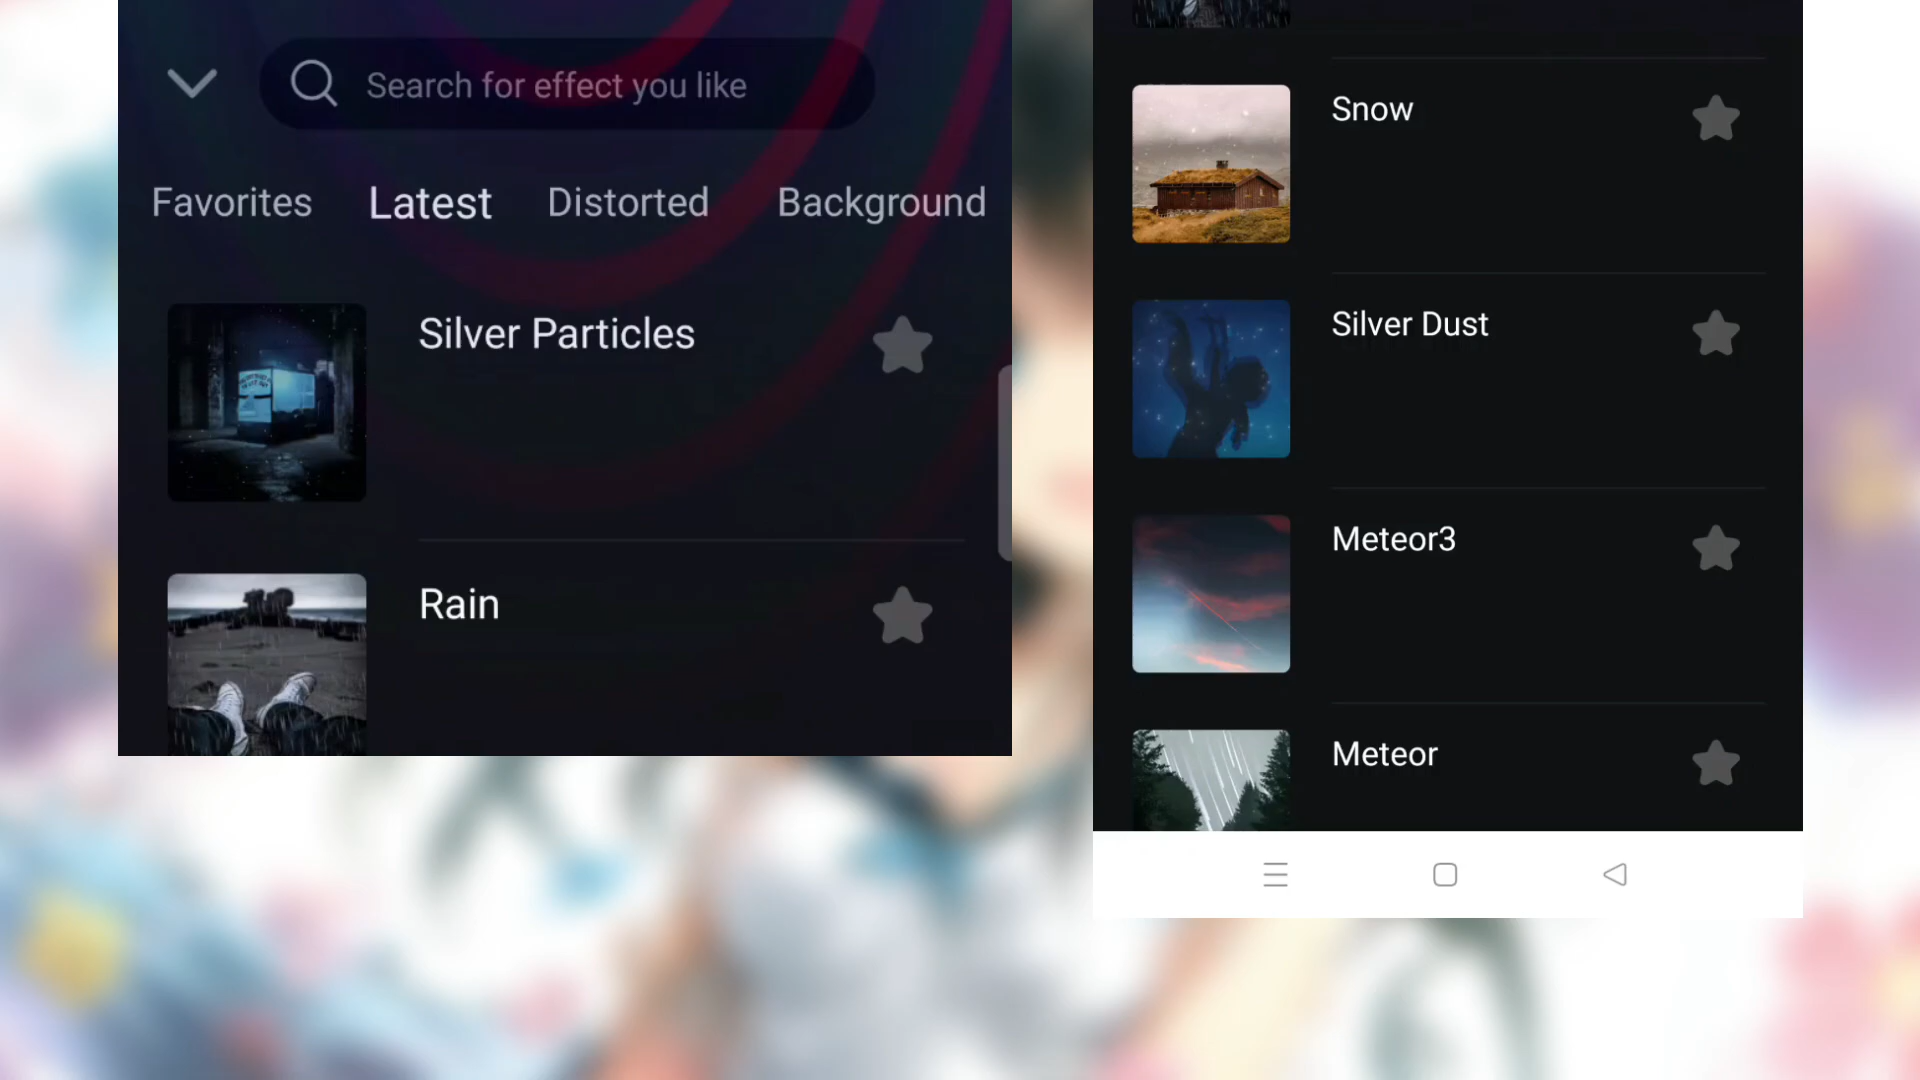 Search for effect you like
Favorites Latest Distorted Background
Silver Particles
Rain
Snow
Silver Dust
Meteor3
Meteor